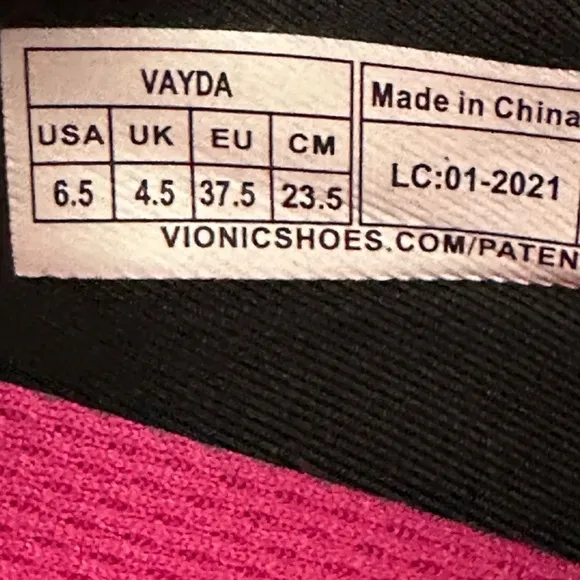 VAYDA
USA UK EU CM
6.5 4.5 37.5 23.5
Made in China
LC:01-2021
VIONICSHOES.COM/PATEN